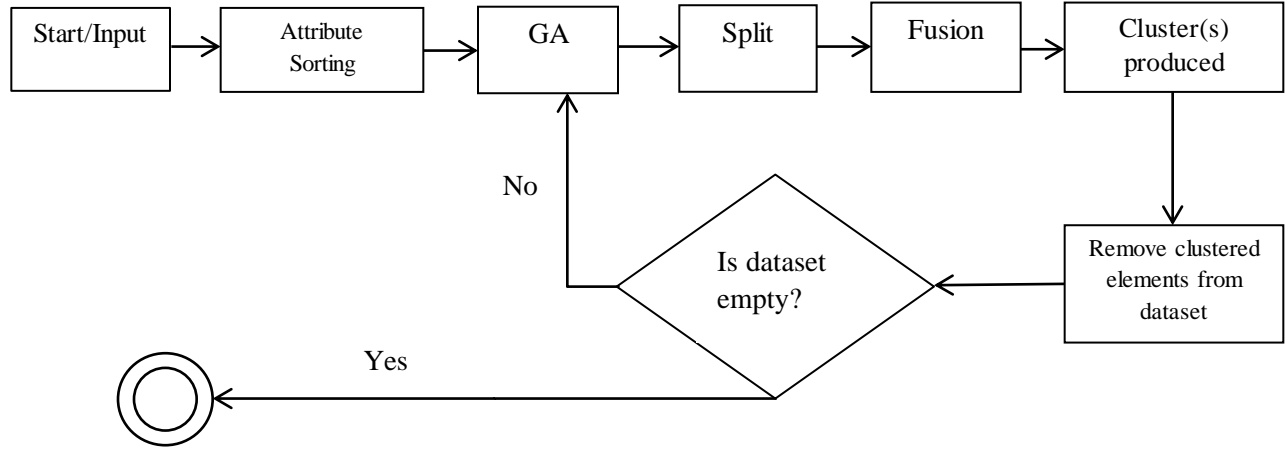 Start/Input
Attribute
Sorting
GA
Split
Fusion
Cluster(s)
produced
No
Is dataset
empty?
Remove clustered
elements from
dataset
Yes